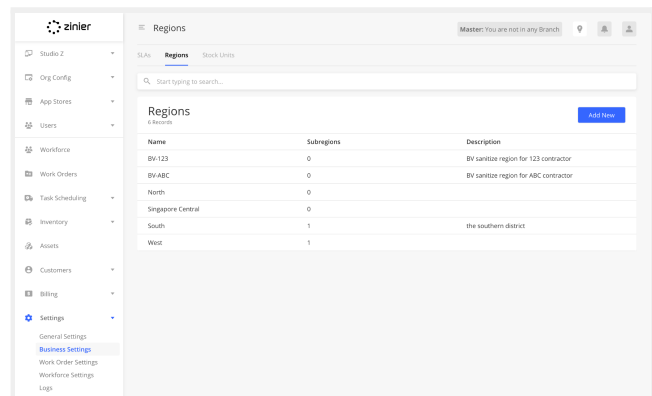 zinier
Regions
Master: You are not in any Branch
Studio Z
Org Config
App Stores
Users
Workforce
Work Orders
Task Scheduling
Inventory
Assets
Customers
Billing
Settings
General Settings
Business Settings
Work Order Settings
Workforce Settings
Logs
SLAs Regions Stock Units
Start typing to search...
Regions
6 Records
Add New
Name Subregions Description
BV-123 0 BV sanitize region for 123 contractor
BV-ABC 0 BV sanitize region for ABC contractor
North 0
Singapore Central 0
South 1 the southern district
West 1